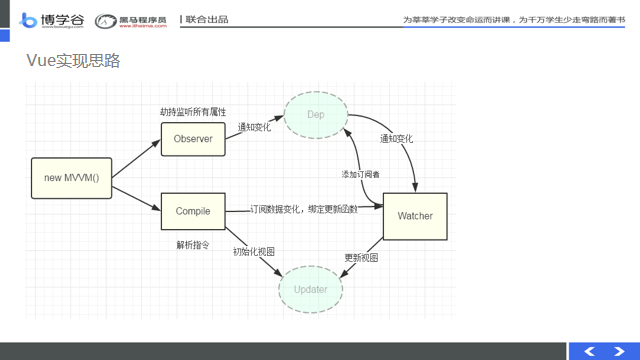 博学谷
黑马程序员
www.itheima.com
联合出品
为莘莘学子改变命运而讲课，为千万学生少走弯路而著书
Vue实现思路
劫持监听所有属性
Observer
通知变化
Dep
通知变化
new MVVM()
添加订阅者
Compile
订阅数据变化，绑定更新函数
Watcher
解析指令
初始化视图
更新视图
Updater